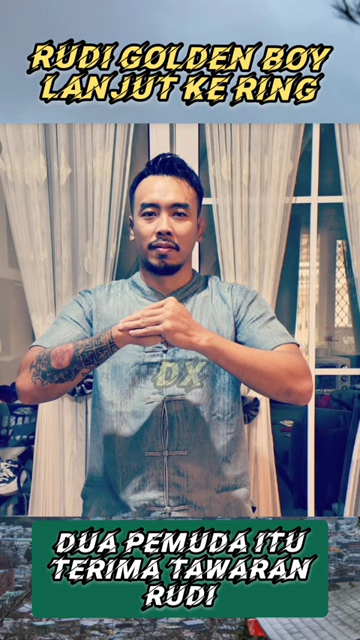 RUDI GOLDEN BOY
LANJUT KE RING
DX
DUA PEMUDA ITU
TERIMA TAWARAN
RUDI